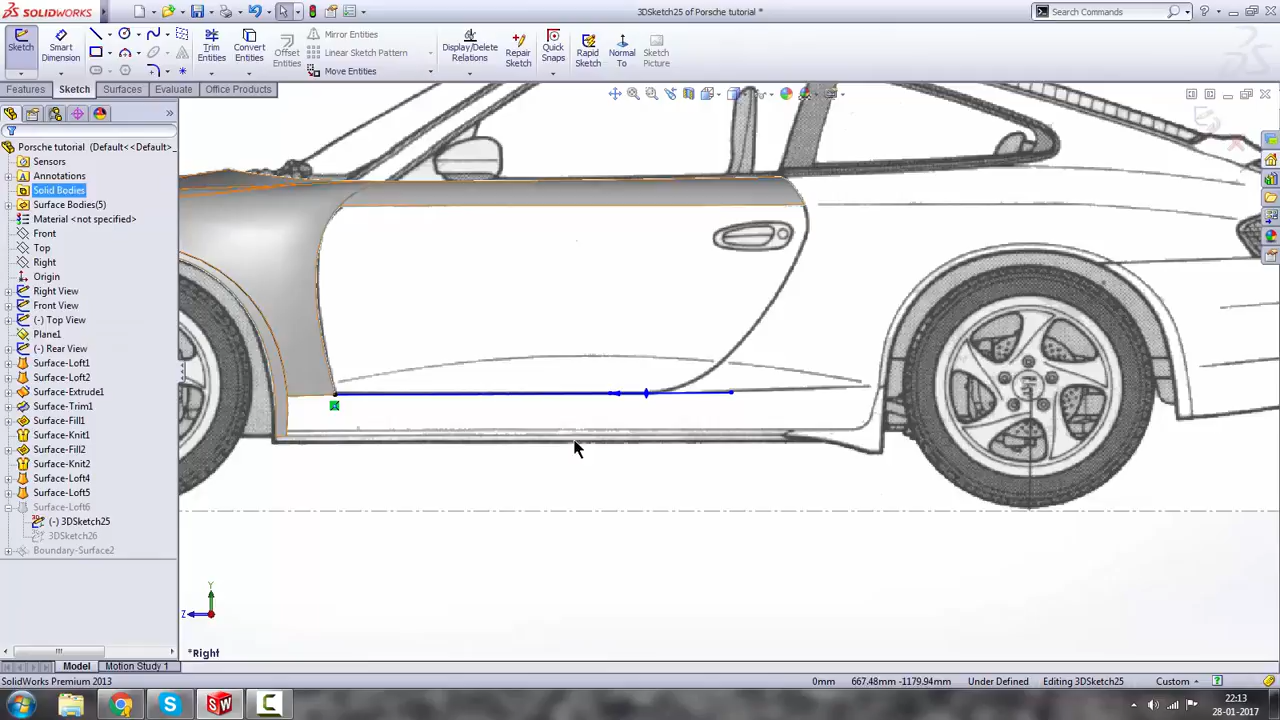 SOLIDWORKS
3DSketch25 of Porsche tutorial *
Search Commands
Sketch
Smart Dimension
Trim Entities
Convert Entities
Offset Entities
Mirror Entities
Linear Sketch Pattern
Move Entities
Display/Delete Relations
Repair Sketch
Quick Snaps
Rapid Sketch
Normal To
Sketch Picture
Features
Sketch
Surfaces
Evaluate
Office Products
Porsche tutorial (Default<<Default>_
Sensors
Annotations
Solid Bodies
Surface Bodies(5)
Material <not specified>
Front
Top
Right
Origin
Right View
Front View
(-) Top View
Plane1
(-) Rear View
Surface-Loft1
Surface-Loft2
Surface-Extrude1
Surface-Trim1
Surface-Fill1
Surface-Knit1
Surface-Fill2
Surface-Knit2
Surface-Loft4
Surface-Loft5
Surface-Loft6
(-) 3DSketch25
3DSketch26
Boundary-Surface2
Y
Z
*Right
Model
Motion Study 1
SolidWorks Premium 2013
0mm
667.48mm -1179.94mm
Under Defined
Editing 3DSketch25
Custom
22:13
28-01-2017